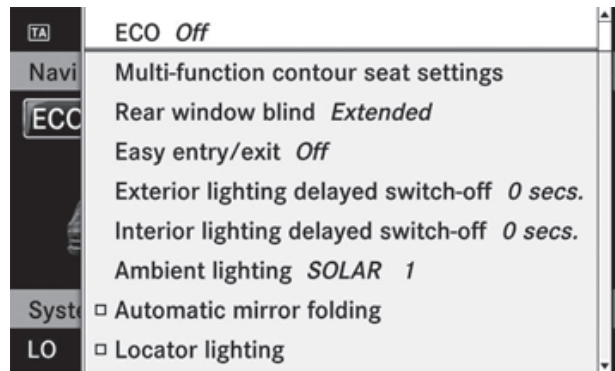 TA
ECO Off
Navi
Multi-function contour seat settings
ECO
Rear window blind Extended
Easy entry/exit Off
Exterior lighting delayed switch-off 0 secs.
Interior lighting delayed switch-off 0 secs.
Ambient lighting SOLAR 1
Syste
Automatic mirror folding
LO
Locator lighting